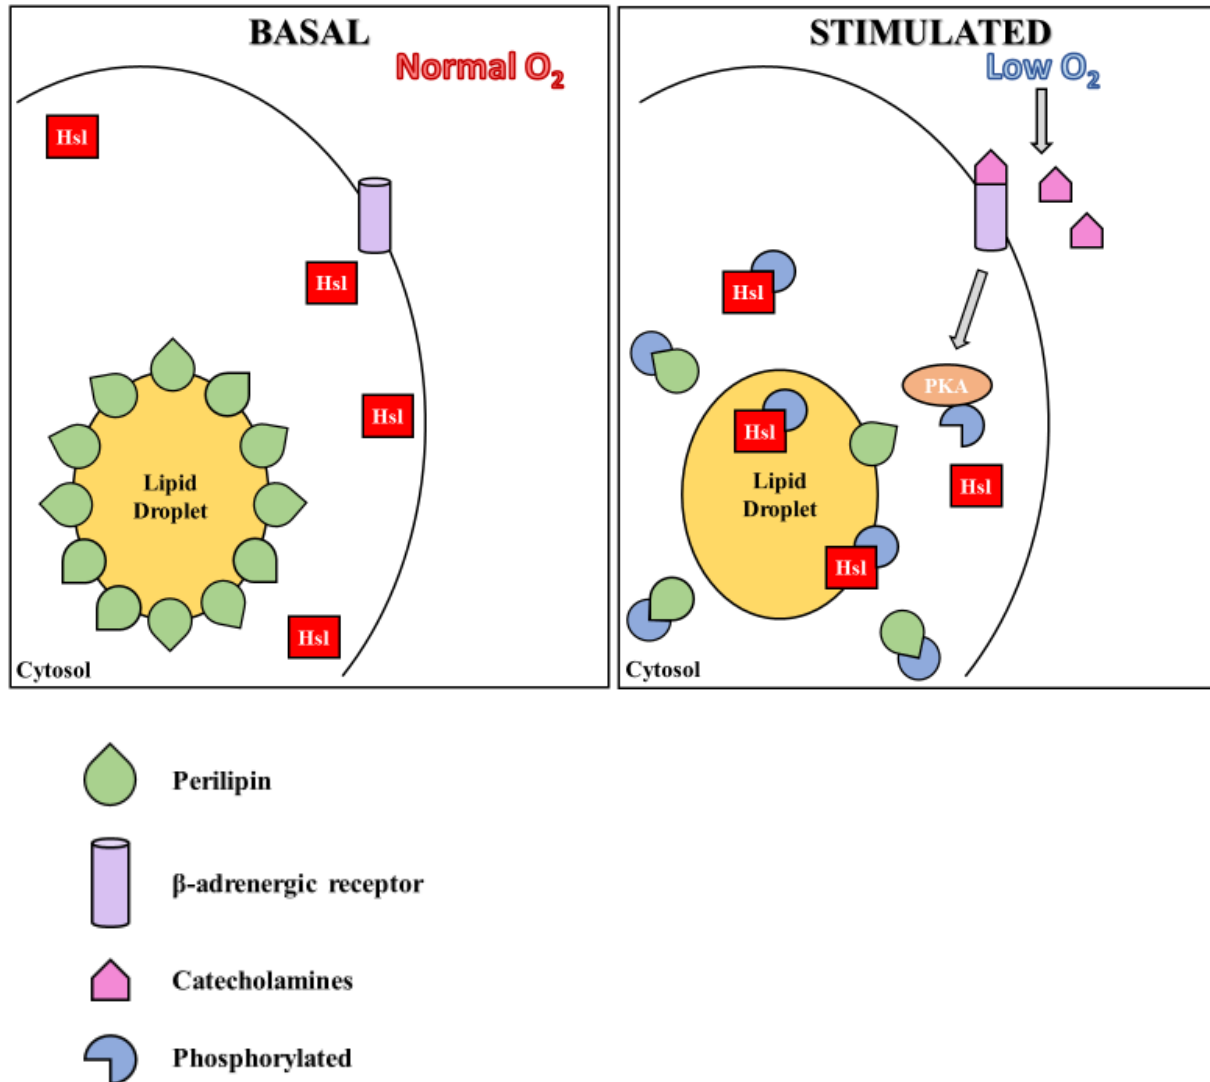 BASAL
Normal O₂
Hsl
Hsl
Hsl
Lipid
Droplet
Hsl
Cytosol
STIMULATED
Low O₂
Hsl
PKA
Hsl
Lipid
Droplet
Hsl
Hsl
Cytosol
Perilipin
β-adrenergic receptor
Catecholamines
Phosphorylated